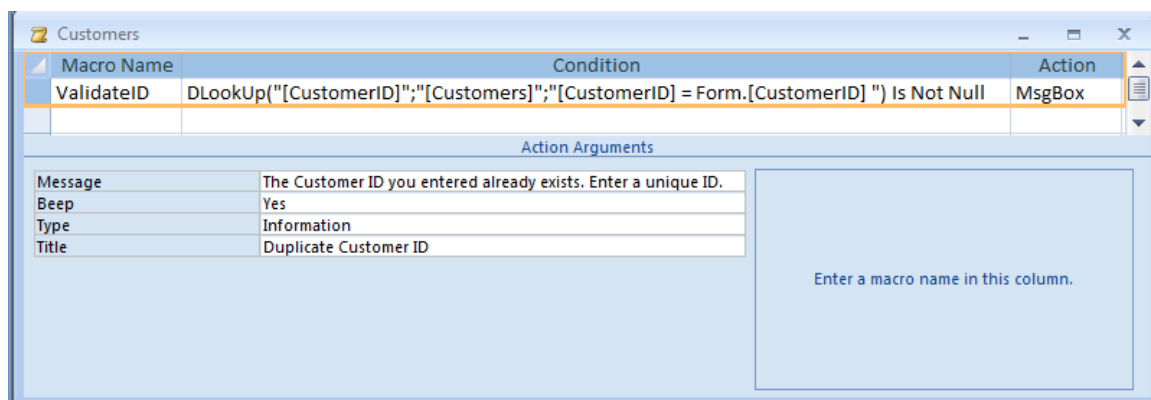 Customers
Macro Name Condition Action
ValidateID DLookUp("[CustomerID]";"[Customers]";"[CustomerID] = Form.[CustomerID] ") Is Not Null MsgBox
Action Arguments
Message The Customer ID you entered already exists. Enter a unique ID.
Beep Yes
Type Information
Title Duplicate Customer ID
Enter a macro name in this column.